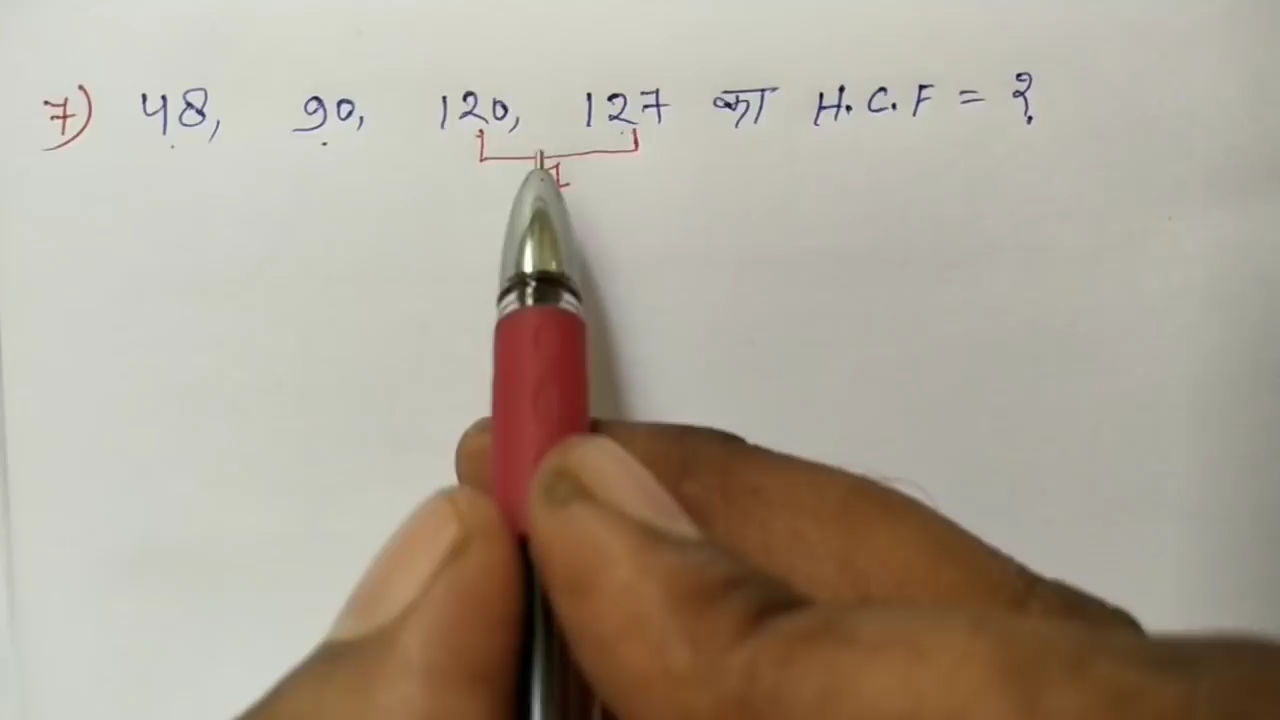 7) 48, 90, 120, 127 का H.C.F = ?